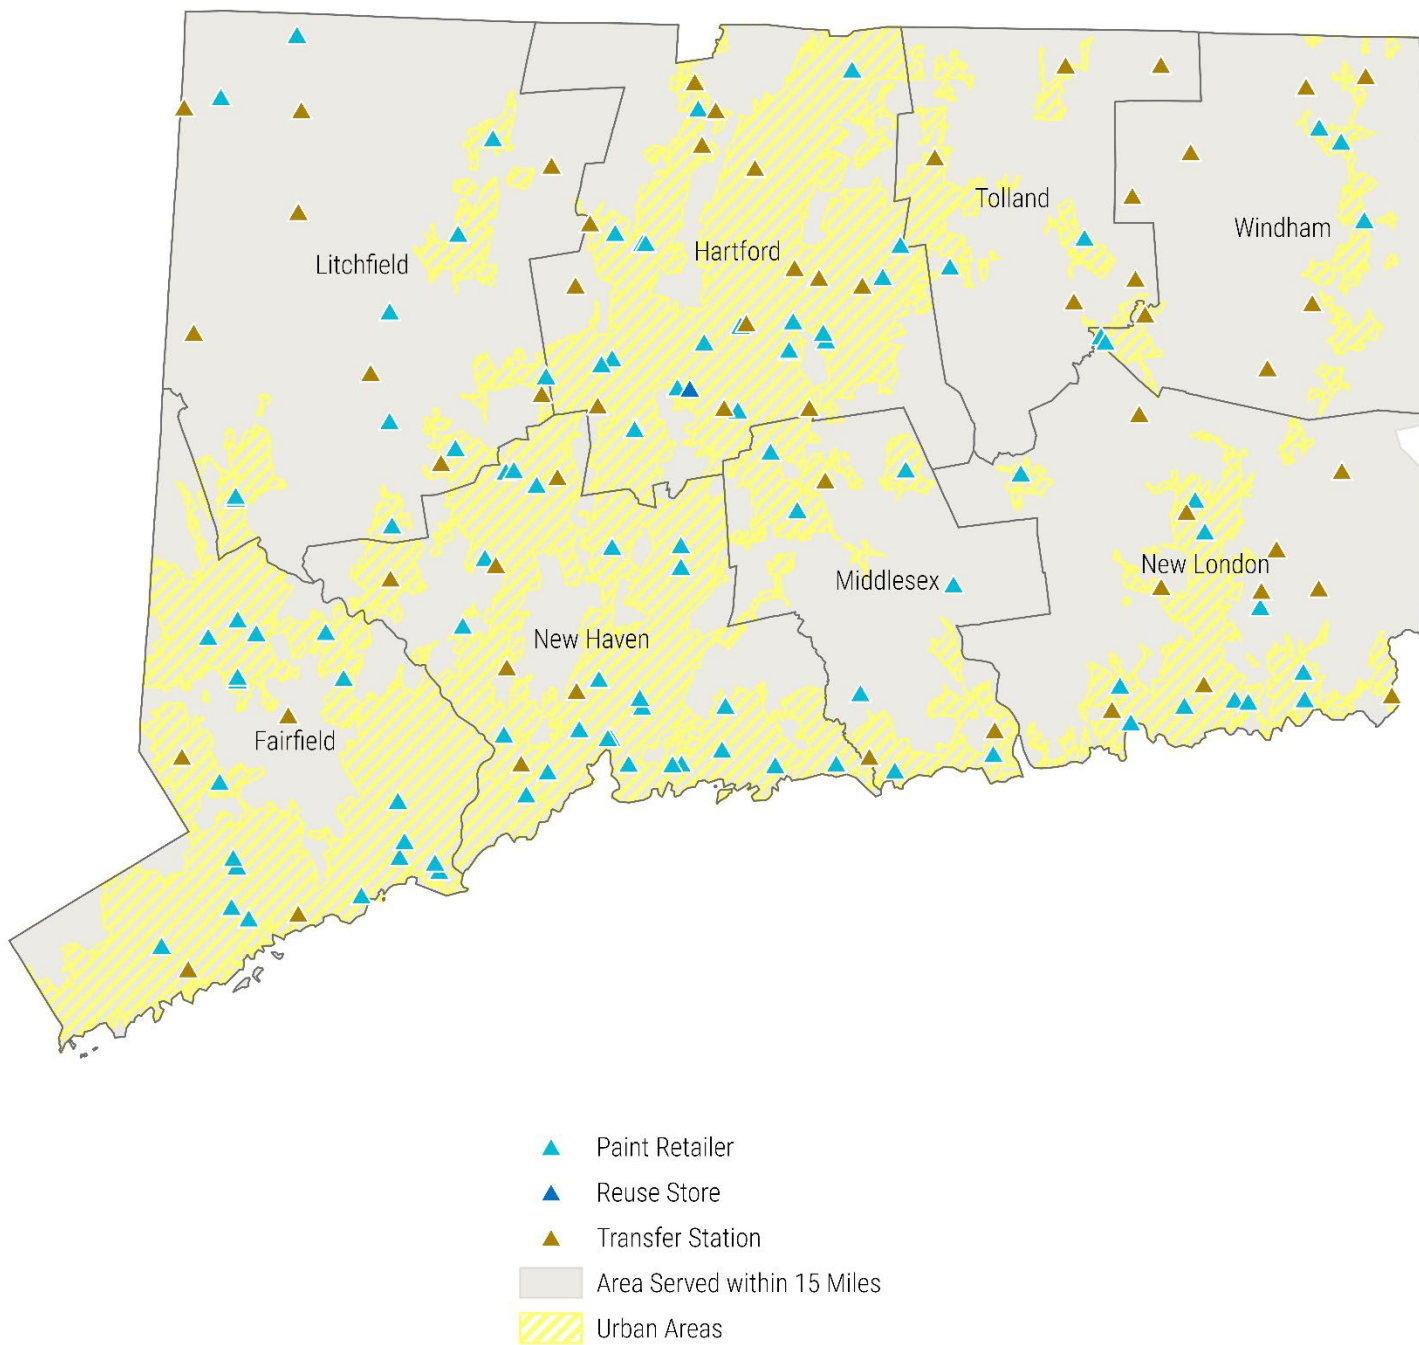 Tolland
Windham
Hartford
Litchfield
New London
Middlesex
New Haven
Fairfield
Paint Retailer
Reuse Store
Transfer Station
Area Served within 15 Miles
Urban Areas